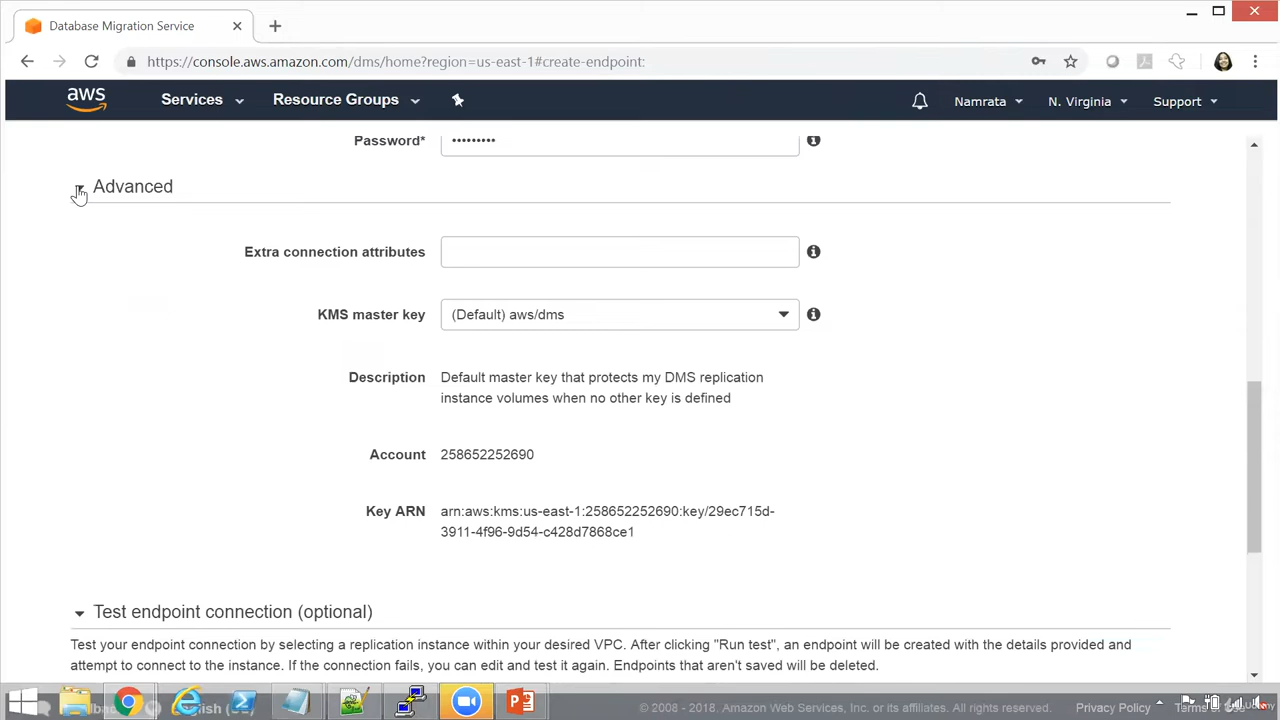 Database Migration Service
https://console.aws.amazon.com/dms/home?region=us-east-1#create-endpoint:
aws
Services
Resource Groups
Namrata
N. Virginia
Support
Password*
•••••••••
Advanced
Extra connection attributes
KMS master key
(Default) aws/dms
Description
Default master key that protects my DMS replication
instance volumes when no other key is defined
Account
258652252690
Key ARN
arn:aws:kms:us-east-1:258652252690:key/29ec715d-
3911-4f96-9d54-c428d7868ce1
Test endpoint connection (optional)
Test your endpoint connection by selecting a replication instance within your desired VPC. After clicking "Run test", an endpoint will be created with the details provided and
attempt to connect to the instance. If the connection fails, you can edit and test it again. Endpoints that aren't saved will be deleted.
© 2008 - 2018, Amazon Web Services, Inc. or its affiliates. All rights reserved.
Privacy Policy